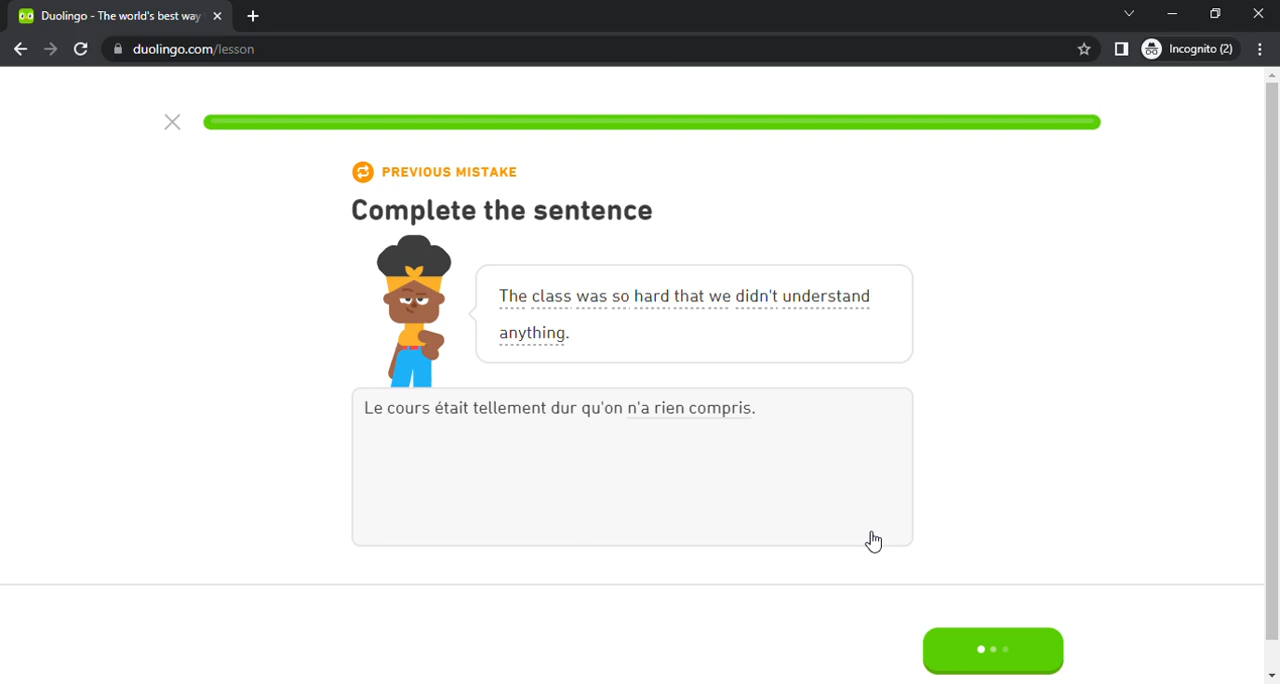 Duolingo - The world's best way
duolingo.com/lesson
Incognito (2)
PREVIOUS MISTAKE
Complete the sentence
The class was so hard that we didn't understand
anything.
Le cours était tellement dur qu'on n'a rien compris.